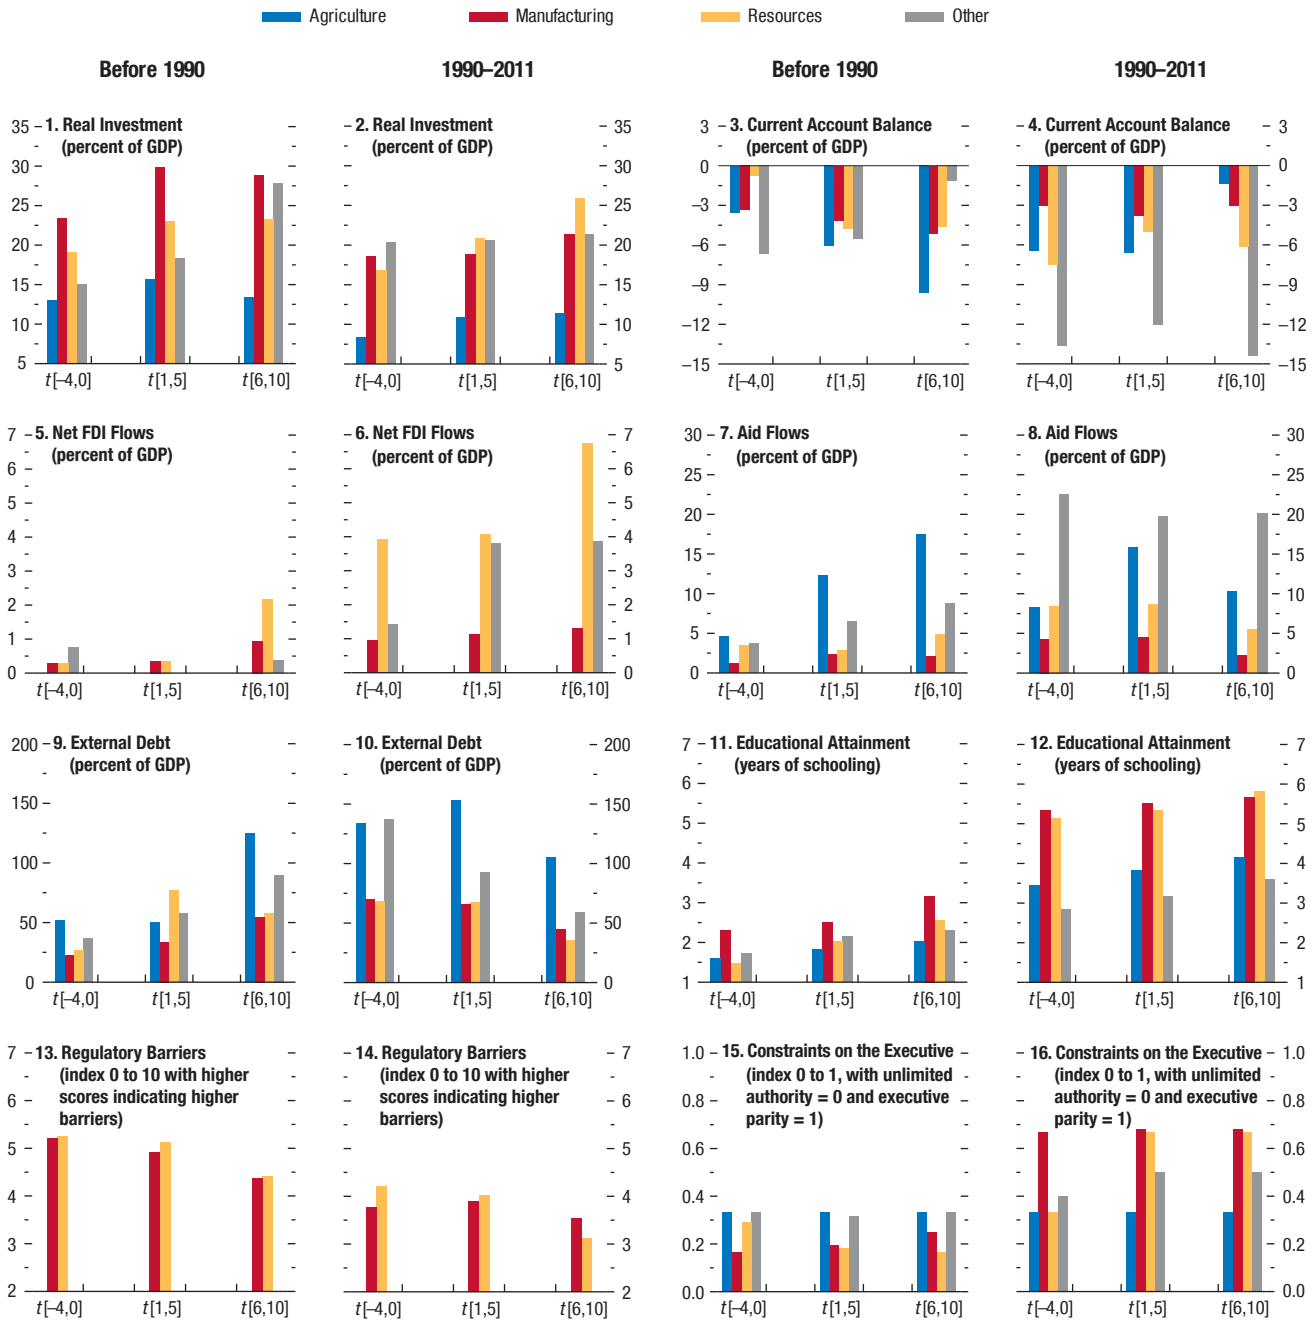 Agriculture Manufacturing Resources Other
Before 1990 1990–2011 Before 1990 1990–2011
1. Real Investment
(percent of GDP)
35
30
25
20
15
10
5
t[–4,0] t[1,5] t[6,10]
2. Real Investment
(percent of GDP)
35
30
25
20
15
10
5
t[–4,0] t[1,5] t[6,10]
3. Current Account Balance
(percent of GDP)
3
0
–3
–6
–9
–12
–15
t[–4,0] t[1,5] t[6,10]
4. Current Account Balance
(percent of GDP)
3
0
–3
–6
–9
–12
–15
t[–4,0] t[1,5] t[6,10]
5. Net FDI Flows
(percent of GDP)
7
6
5
4
3
2
1
0
t[–4,0] t[1,5] t[6,10]
6. Net FDI Flows
(percent of GDP)
7
6
5
4
3
2
1
0
t[–4,0] t[1,5] t[6,10]
7. Aid Flows
(percent of GDP)
30
25
20
15
10
5
0
t[–4,0] t[1,5] t[6,10]
8. Aid Flows
(percent of GDP)
30
25
20
15
10
5
0
t[–4,0] t[1,5] t[6,10]
9. External Debt
(percent of GDP)
200
150
100
50
0
t[–4,0] t[1,5] t[6,10]
10. External Debt
(percent of GDP)
200
150
100
50
0
t[–4,0] t[1,5] t[6,10]
11. Educational Attainment
(years of schooling)
7
6
5
4
3
2
1
t[–4,0] t[1,5] t[6,10]
12. Educational Attainment
(years of schooling)
7
6
5
4
3
2
1
t[–4,0] t[1,5] t[6,10]
13. Regulatory Barriers
(index 0 to 10 with higher
scores indicating higher
barriers)
7
6
5
4
3
2
t[–4,0] t[1,5] t[6,10]
14. Regulatory Barriers
(index 0 to 10 with higher
scores indicating higher
barriers)
7
6
5
4
3
2
t[–4,0] t[1,5] t[6,10]
15. Constraints on the Executive
(index 0 to 1, with unlimited
authority = 0 and executive
parity = 1)
1.0
0.8
0.6
0.4
0.2
0.0
t[–4,0] t[1,5] t[6,10]
16. Constraints on the Executive
(index 0 to 1, with unlimited
authority = 0 and executive
parity = 1)
1.0
0.8
0.6
0.4
0.2
0.0
t[–4,0] t[1,5] t[6,10]